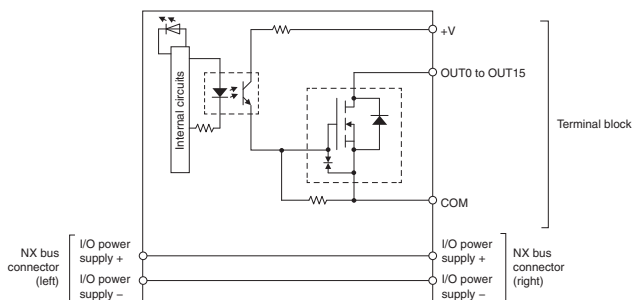 +V
OUT0 to OUT15
Internal circuits
Terminal block
COM
NX bus
connector
(left)
I/O power
supply +
I/O power
supply −
I/O power
supply +
I/O power
supply −
NX bus
connector
(right)